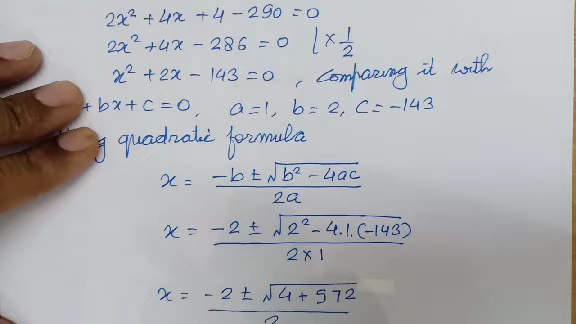 2x² + 4x + 4 - 290 = 0
2x² + 4x - 286 = 0 | × 1/2
x² + 2x - 143 = 0, Comparing it with
+ bx + c = 0, a = 1, b = 2, c = -143
quadratic formula
x = (-b ± √(b² - 4ac))/2a
x = (-2 ± √(2² - 4.1.(-143)))/(2 × 1)
x = (-2 ± √(4 + 572))/2